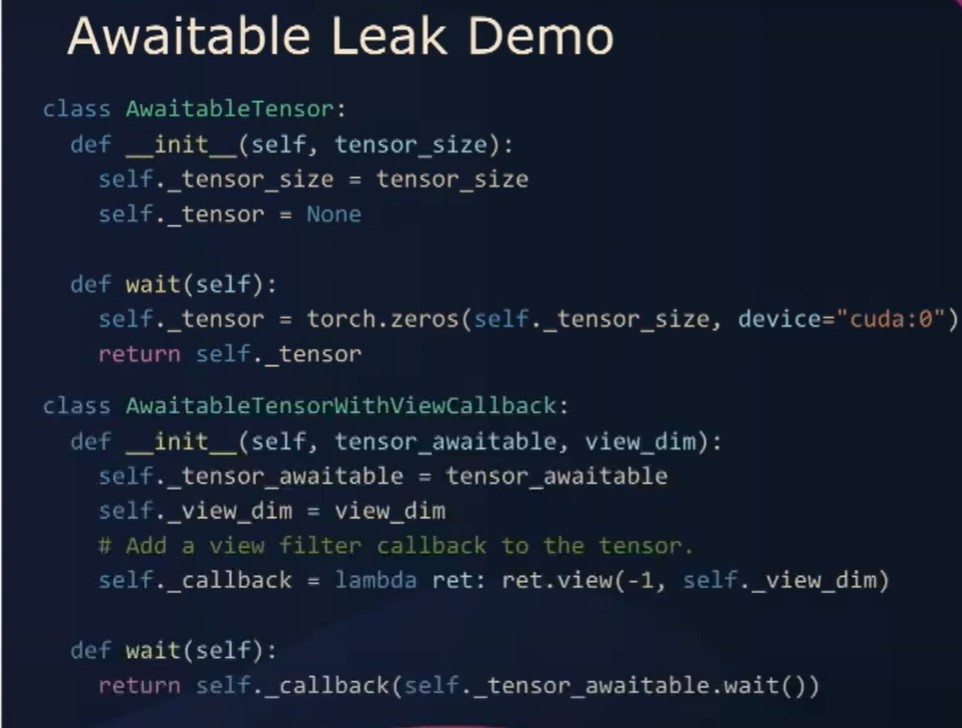 Awaitable Leak Demo
class AwaitableTensor:
  def __init__(self, tensor_size):
    self._tensor_size = tensor_size
    self._tensor = None
  def wait(self):
    self._tensor = torch.zeros(self._tensor_size, device="cuda:0")
    return self._tensor
class AwaitableTensorWithViewCallback:
  def __init__(self, tensor_awaitable, view_dim):
    self._tensor_awaitable = tensor_awaitable
    self._view_dim = view_dim
    # Add a view filter callback to the tensor.
    self._callback = lambda ret: ret.view(-1, self._view_dim)
  def wait(self):
    return self._callback(self._tensor_awaitable.wait())